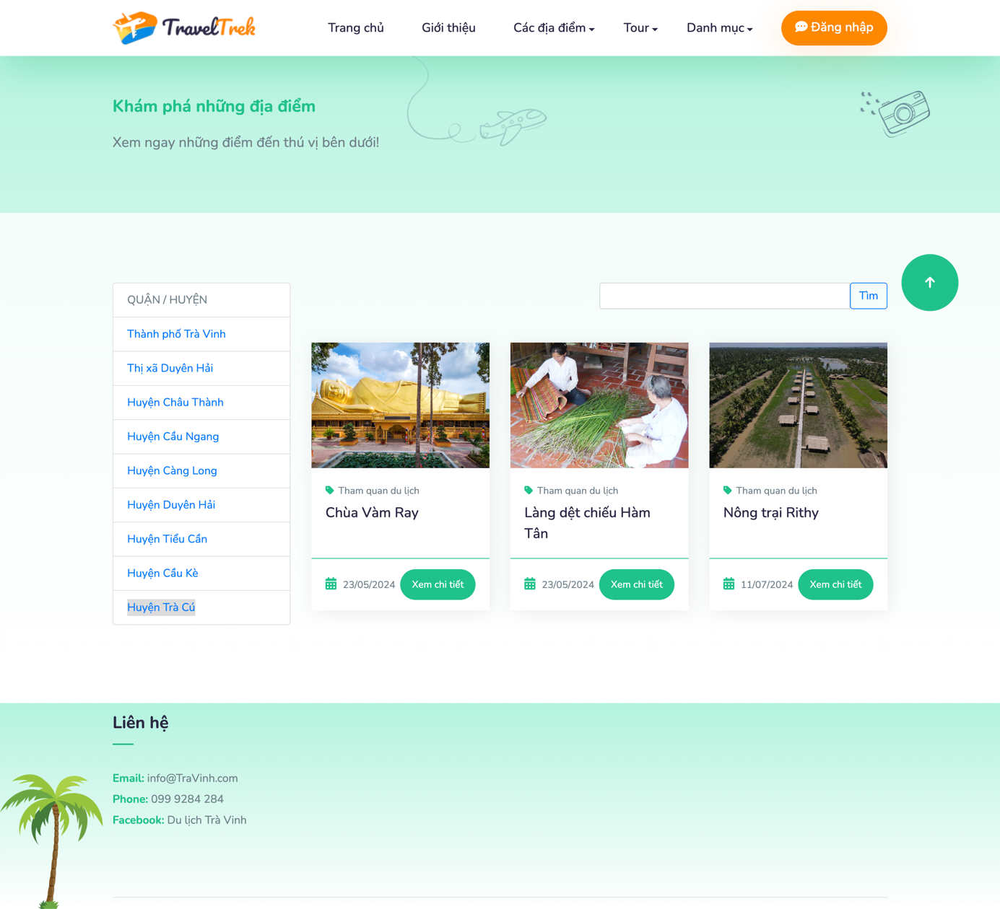 TravelTrek
Trang chủ
Giới thiệu
Các địa điểm
Tour
Danh mục
Đăng nhập
Khám phá những địa điểm
Xem ngay những điểm đến thú vị bên dưới!
QUẬN / HUYỆN
Thành phố Trà Vinh
Thị xã Duyên Hải
Huyện Châu Thành
Huyện Cầu Ngang
Huyện Càng Long
Huyện Duyên Hải
Huyện Tiểu Cần
Huyện Cầu Kè
Huyện Trà Cú
Tìm
Tham quan du lịch
Chùa Vàm Ray
23/05/2024
Xem chi tiết
Tham quan du lịch
Làng dệt chiếu Hàm
Tân
23/05/2024
Xem chi tiết
Tham quan du lịch
Nông trại Rithy
11/07/2024
Xem chi tiết
Liên hệ
Email: info@TraVinh.com
Phone: 099 9284 284
Facebook: Du lịch Trà Vinh